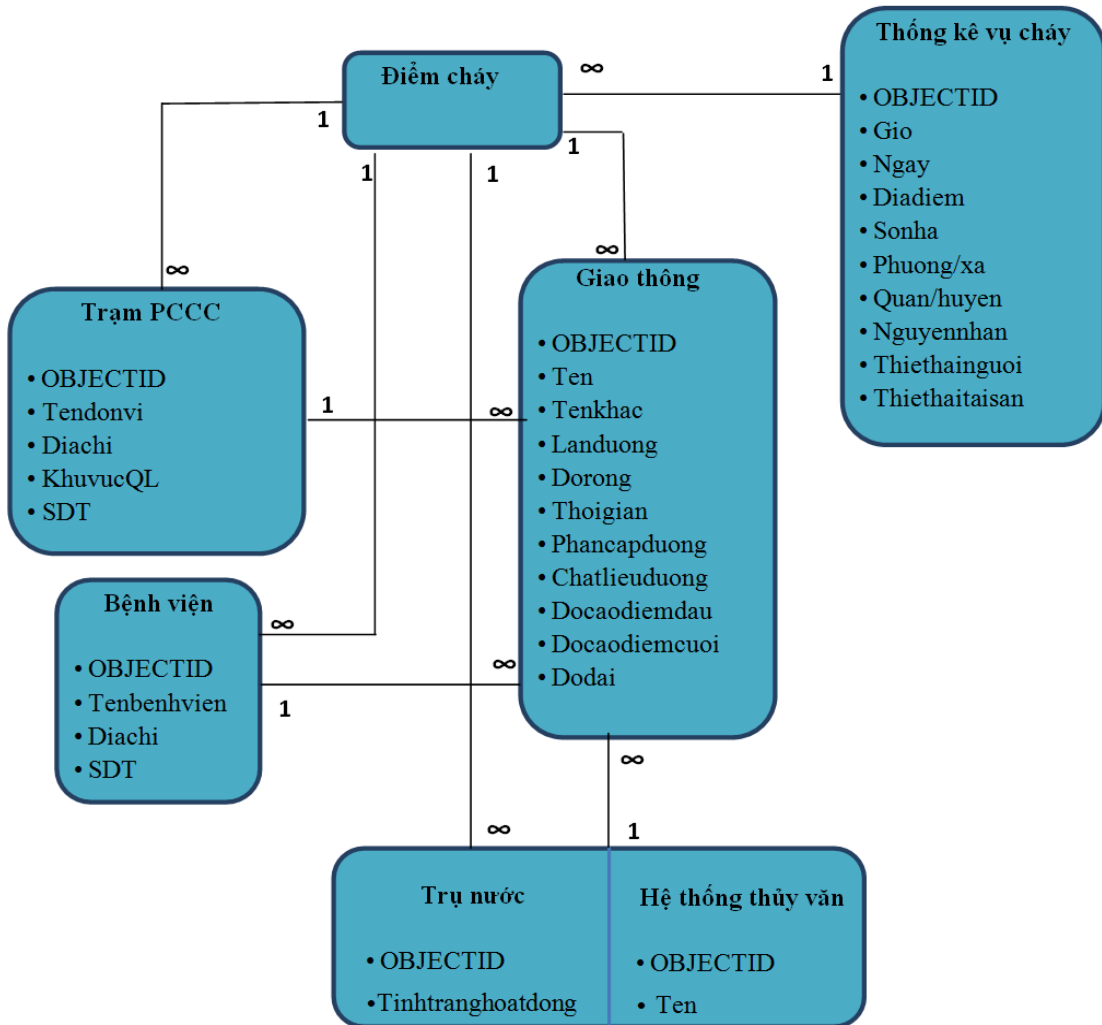 Điểm cháy
∞
1
1
1
1
1
Thống kê vụ cháy
• OBJECTID
• Gio
• Ngay
• Diadiem
• Sonha
• Phuong/xa
• Quan/huyen
• Nguyennhan
• Thiethainguoi
• Thiethaitaisan
∞
Trạm PCCC
• OBJECTID
• Tendonvi
• Diachi
• KhuvucQL
• SDT
1
∞
∞
Giao thông
• OBJECTID
• Ten
• Tenkhac
• Landuong
• Dorong
• Thoigian
• Phancapduong
• Chatlieuduong
• Docaodiemdau
• Docaodiemcuoi
• Dodai
Bệnh viện
• OBJECTID
• Tenbenhvien
• Diachi
• SDT
∞
1
∞
∞
∞
1
Trụ nước
• OBJECTID
•Tinhtranghoatdong
Hệ thống thủy văn
• OBJECTID
• Ten